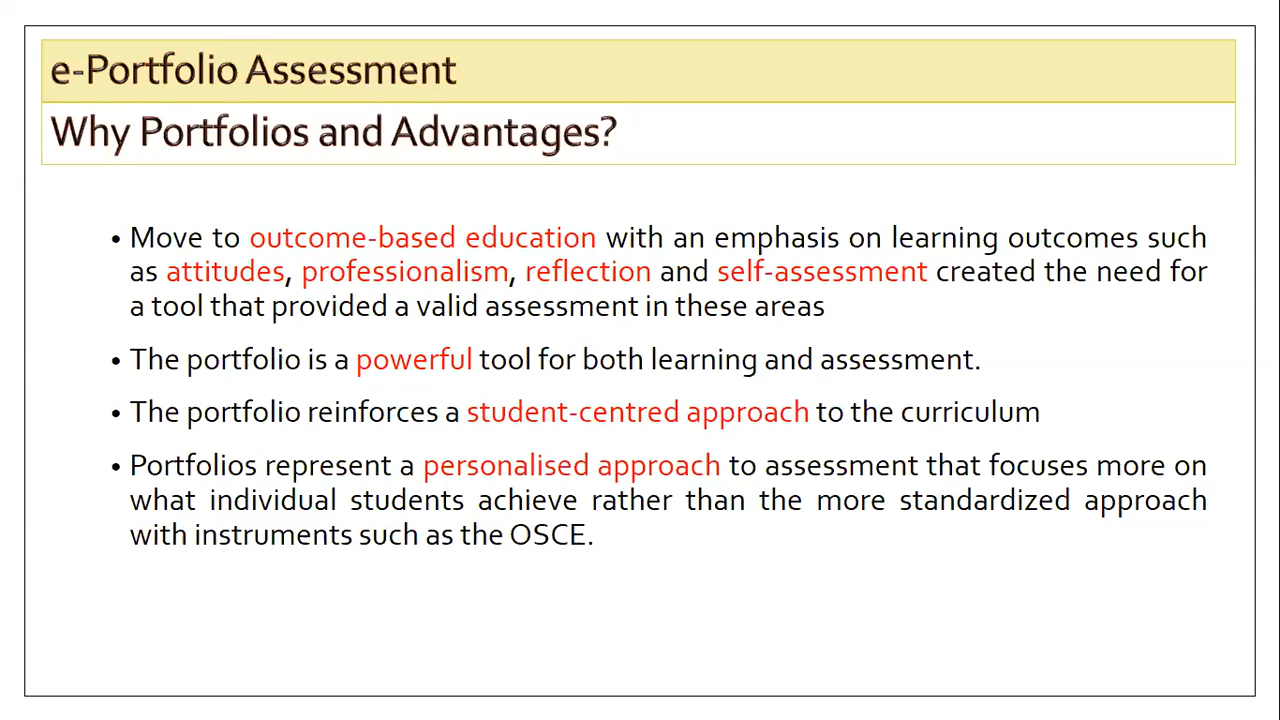 e-Portfolio Assessment
Why Portfolios and Advantages?
• Move to outcome-based education with an emphasis on learning outcomes such
as attitudes, professionalism, reflection and self-assessment created the need for
a tool that provided a valid assessment in these areas
• The portfolio is a powerful tool for both learning and assessment.
• The portfolio reinforces a student-centred approach to the curriculum
• Portfolios represent a personalised approach to assessment that focuses more on
what individual students achieve rather than the more standardized approach
with instruments such as the OSCE.